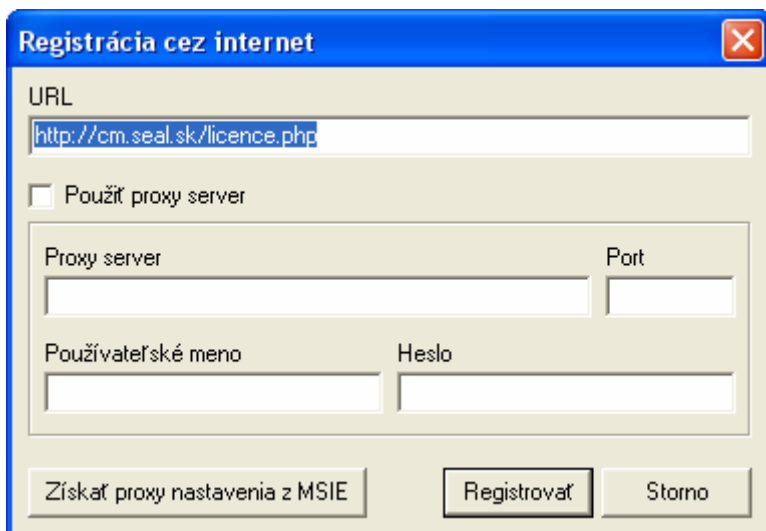 Registrácia cez internet
URL
http://cm.seal.sk/licence.php
Použiť proxy server
Proxy server Port
Používateľské meno Heslo
Získať proxy nastavenia z MSIE Registrovať Storno